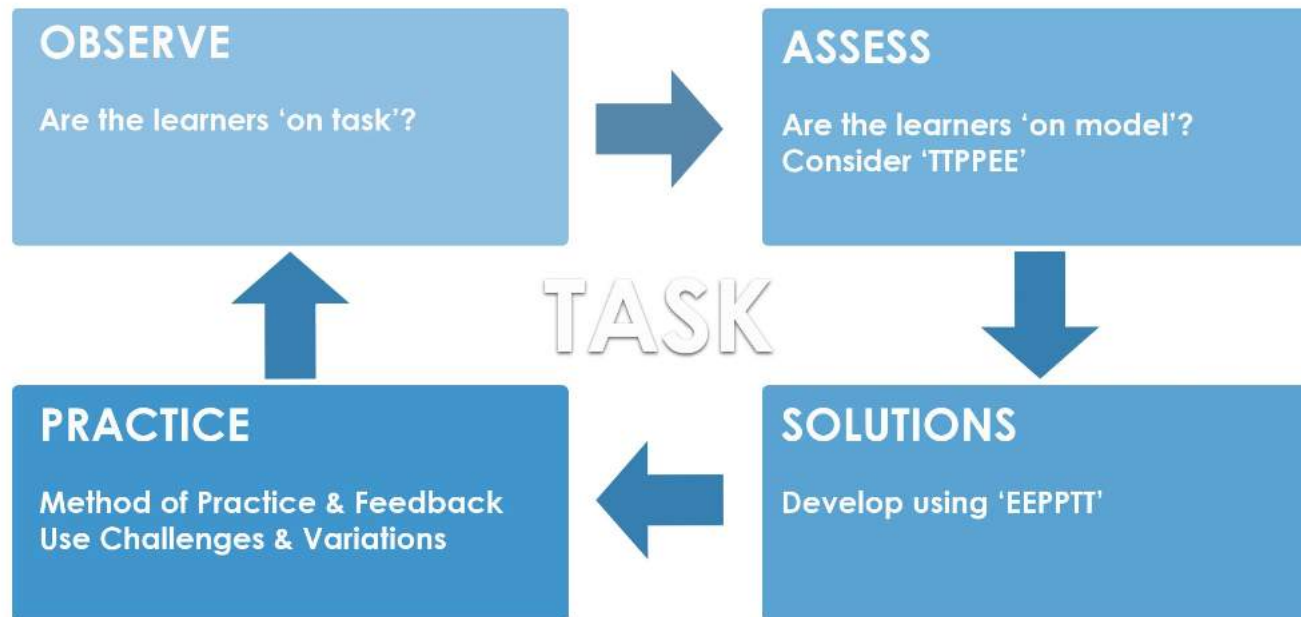 OBSERVE
Are the learners ‘on task’?
ASSESS
Are the learners ‘on model’?
Consider ‘TTPPEE’
TASK
PRACTICE
Method of Practice & Feedback
Use Challenges & Variations
SOLUTIONS
Develop using ‘EEPPTT’